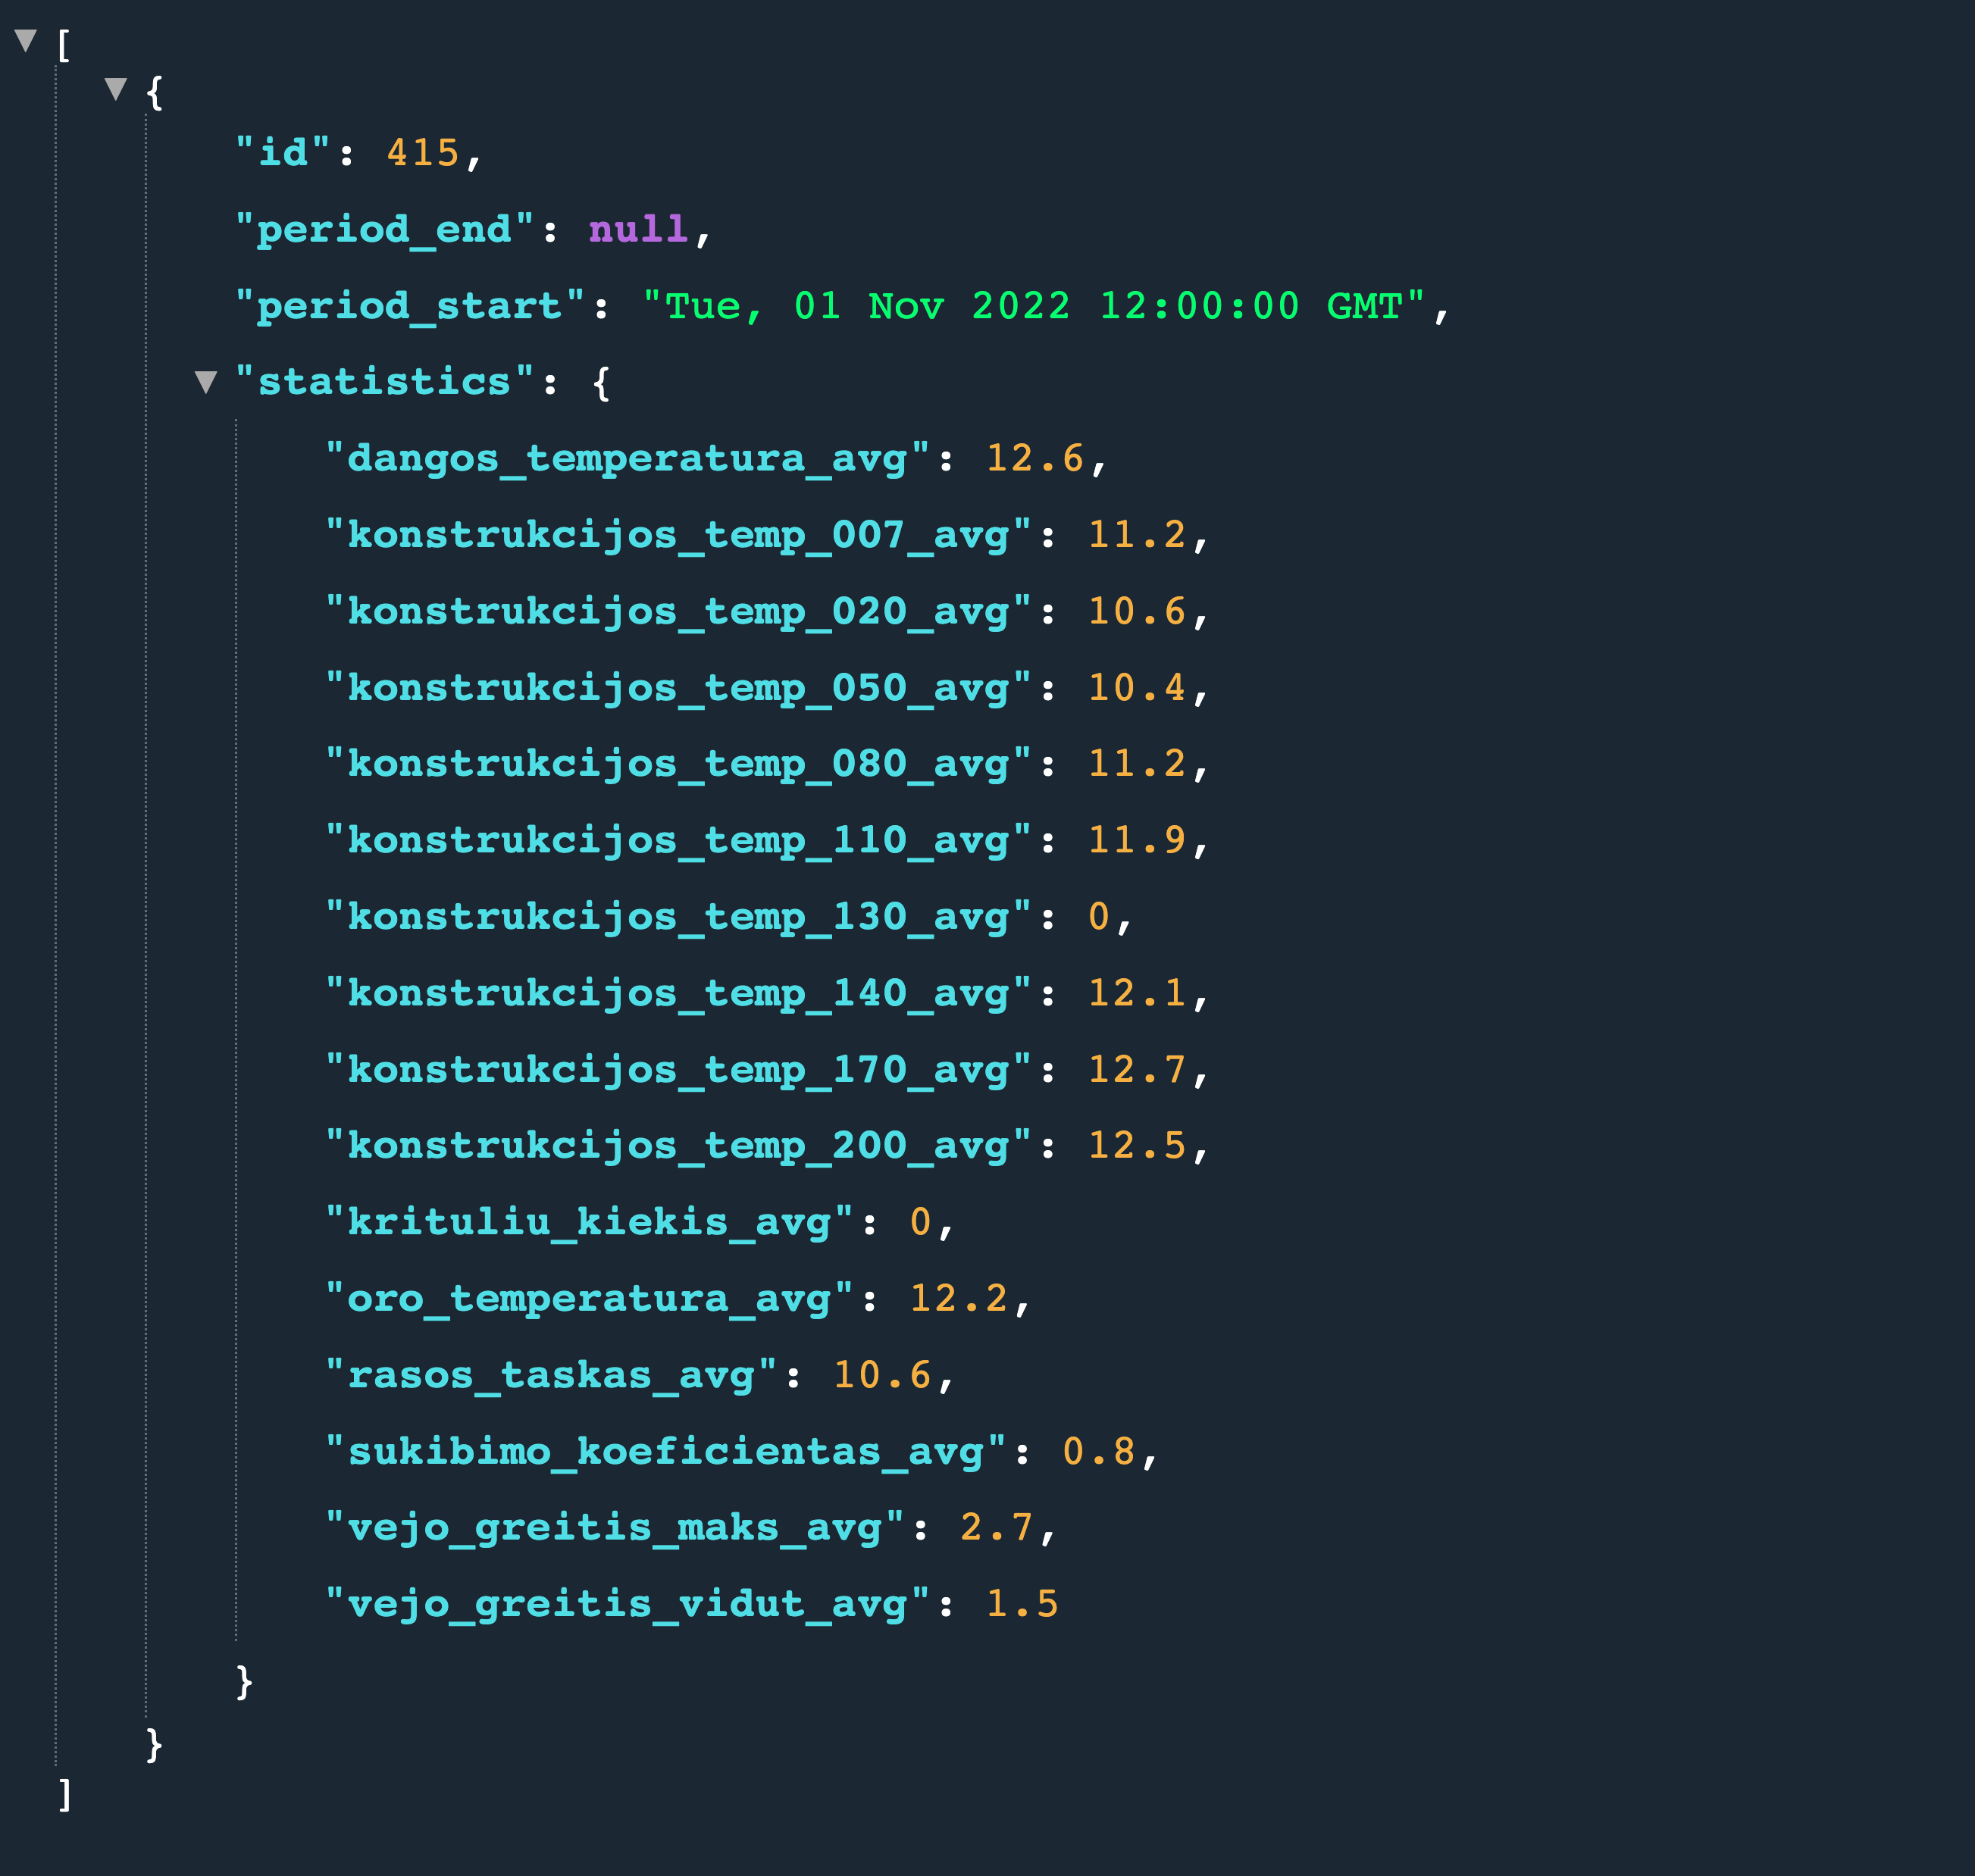 [
{
"id": 415,
"period_end": null,
"period_start": "Tue, 01 Nov 2022 12:00:00 GMT",
"statistics": {
"dangos_temperatura_avg": 12.6,
"konstrukcijos_temp_007_avg": 11.2,
"konstrukcijos_temp_020_avg": 10.6,
"konstrukcijos_temp_050_avg": 10.4,
"konstrukcijos_temp_080_avg": 11.2,
"konstrukcijos_temp_110_avg": 11.9,
"konstrukcijos_temp_130_avg": 0,
"konstrukcijos_temp_140_avg": 12.1,
"konstrukcijos_temp_170_avg": 12.7,
"konstrukcijos_temp_200_avg": 12.5,
"krituliu_kiekis_avg": 0,
"oro_temperatura_avg": 12.2,
"rasos_taskas_avg": 10.6,
"sukibimo_koeficientas_avg": 0.8,
"vejo_greitis_maks_avg": 2.7,
"vejo_greitis_vidut_avg": 1.5
}
}
]